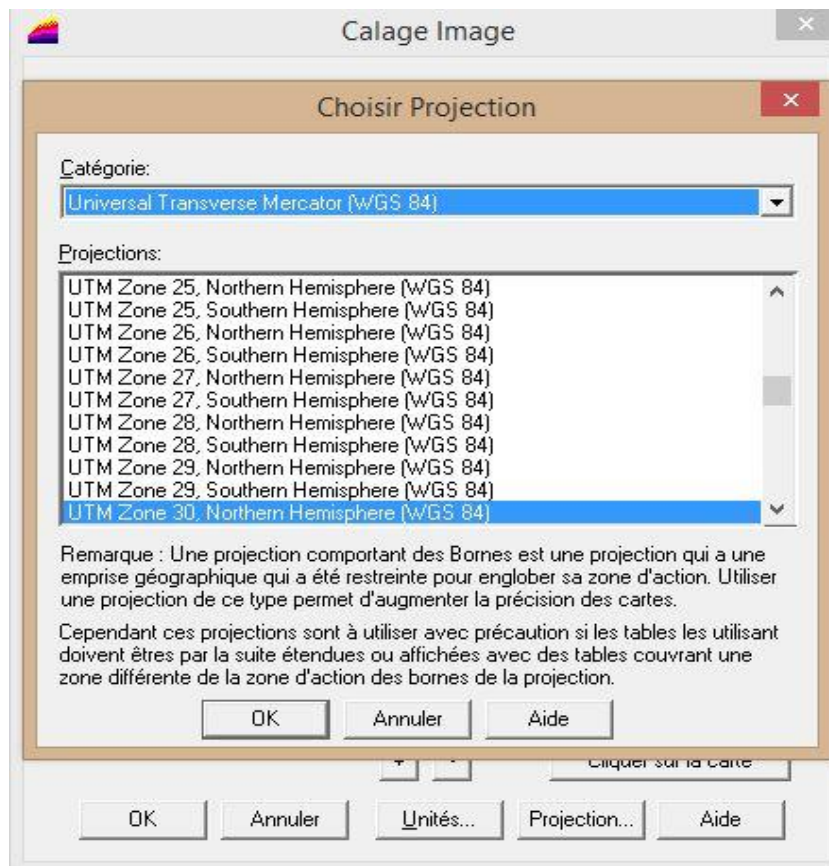 Calage Image
Choisir Projection
Catégorie:
Universal Transverse Mercator (WGS 84)
Projections:
UTM Zone 25, Northern Hemisphere (WGS 84)
UTM Zone 25, Southern Hemisphere (WGS 84)
UTM Zone 26, Northern Hemisphere (WGS 84)
UTM Zone 26, Southern Hemisphere (WGS 84)
UTM Zone 27, Northern Hemisphere (WGS 84)
UTM Zone 27, Southern Hemisphere (WGS 84)
UTM Zone 28, Northern Hemisphere (WGS 84)
UTM Zone 28, Southern Hemisphere (WGS 84)
UTM Zone 29, Northern Hemisphere (WGS 84)
UTM Zone 29, Southern Hemisphere (WGS 84)
UTM Zone 30, Northern Hemisphere (WGS 84)
Remarque : Une projection comportant des Bornes est une projection qui a une
emprise géographique qui a été restreinte pour englober sa zone d'action. Utiliser
une projection de ce type permet d'augmenter la précision des cartes.
Cependant ces projections sont à utiliser avec précaution si les tables les utilisant
doivent êtres par la suite étendues ou affichées avec des tables couvrant une
zone différente de la zone d'action des bornes de la projection.
OK Annuler Aide
+ - Cliquer sur la carte
OK Annuler Unités... Projection... Aide